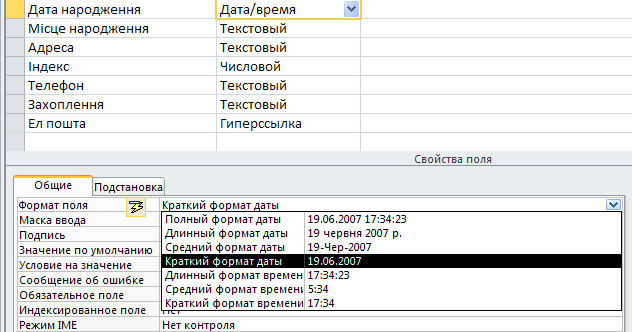 Дата народження Дата/время
Місце народження Текстовый
Адреса Текстовый
Індекс Числовой
Телефон Текстовый
Захоплення Текстовый
Ел пошта Гиперссылка
Свойства поля
Общие Подстановка
Формат поля Краткий формат даты
Маска ввода Полный формат даты 19.06.2007 17:34:23
Подпись Длинный формат даты 19 червня 2007 р.
Значение по умолчанию Средний формат даты 19-Чер-2007
Условие на значение Краткий формат даты 19.06.2007
Сообщение об ошибке Длинный формат времен 17:34:23
Обязательное поле Средний формат времени 5:34
Индексированное поле Краткий формат времени 17:34
Режим IME Нет контроля